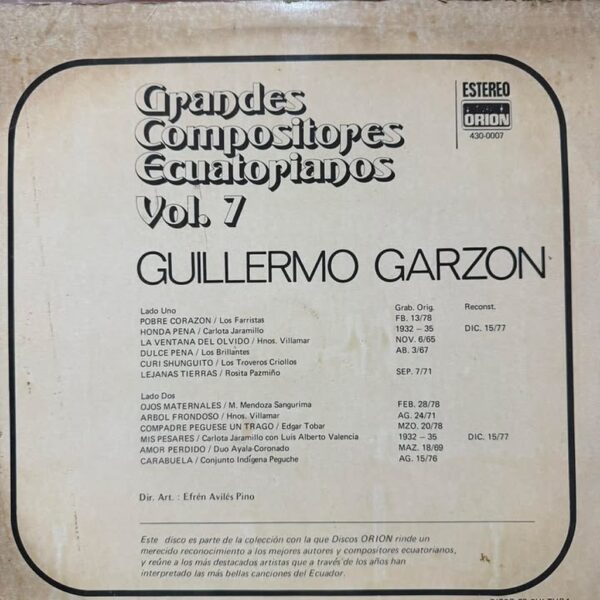 Grandes
Compositores
Ecuatorianos
Vol. 7
ESTEREO
ORION
430-0007
GUILLERMO GARZON
Lado Uno Grab. Orig. Reconst.
POBRE CORAZON / Los Farristas FB. 13/78
HONDA PENA / Carlota Jaramillo 1932 - 35 DIC. 15/77
LA VENTANA DEL OLVIDO / Hnos. Villamar NOV. 6/65
DULCE PENA / Los Brillantes AB. 3/67
CURI SHUNGUITO / Los Troveros Criollos
LEJANAS TIERRAS / Rosita Pazmiño SEP. 7/71
Lado Dos
OJOS MATERNALES / M. Mendoza Sangurima FEB. 28/78
ARBOL FRONDOSO / Hnos. Villamar AG. 24/71
COMPADRE PEGUESE UN TRAGO / Edgar Tobar MZO. 20/78
MIS PESARES / Carlota Jaramillo con Luis Alberto Valencia 1932 - 35 DIC. 15/77
AMOR PERDIDO / Duo Ayala-Coronado MAZ. 18/69
CARABUELA / Conjunto Indígena Peguche AG. 15/76
Dir. Art. : Efrén Avilés Pino
Este disco es parte de la colección con la que Discos ORION rinde un
merecido reconocimiento a los mejores autores y compositores ecuatorianos,
y reúne a los más destacados artistas que a través de los años han
interpretado las más bellas canciones del Ecuador.